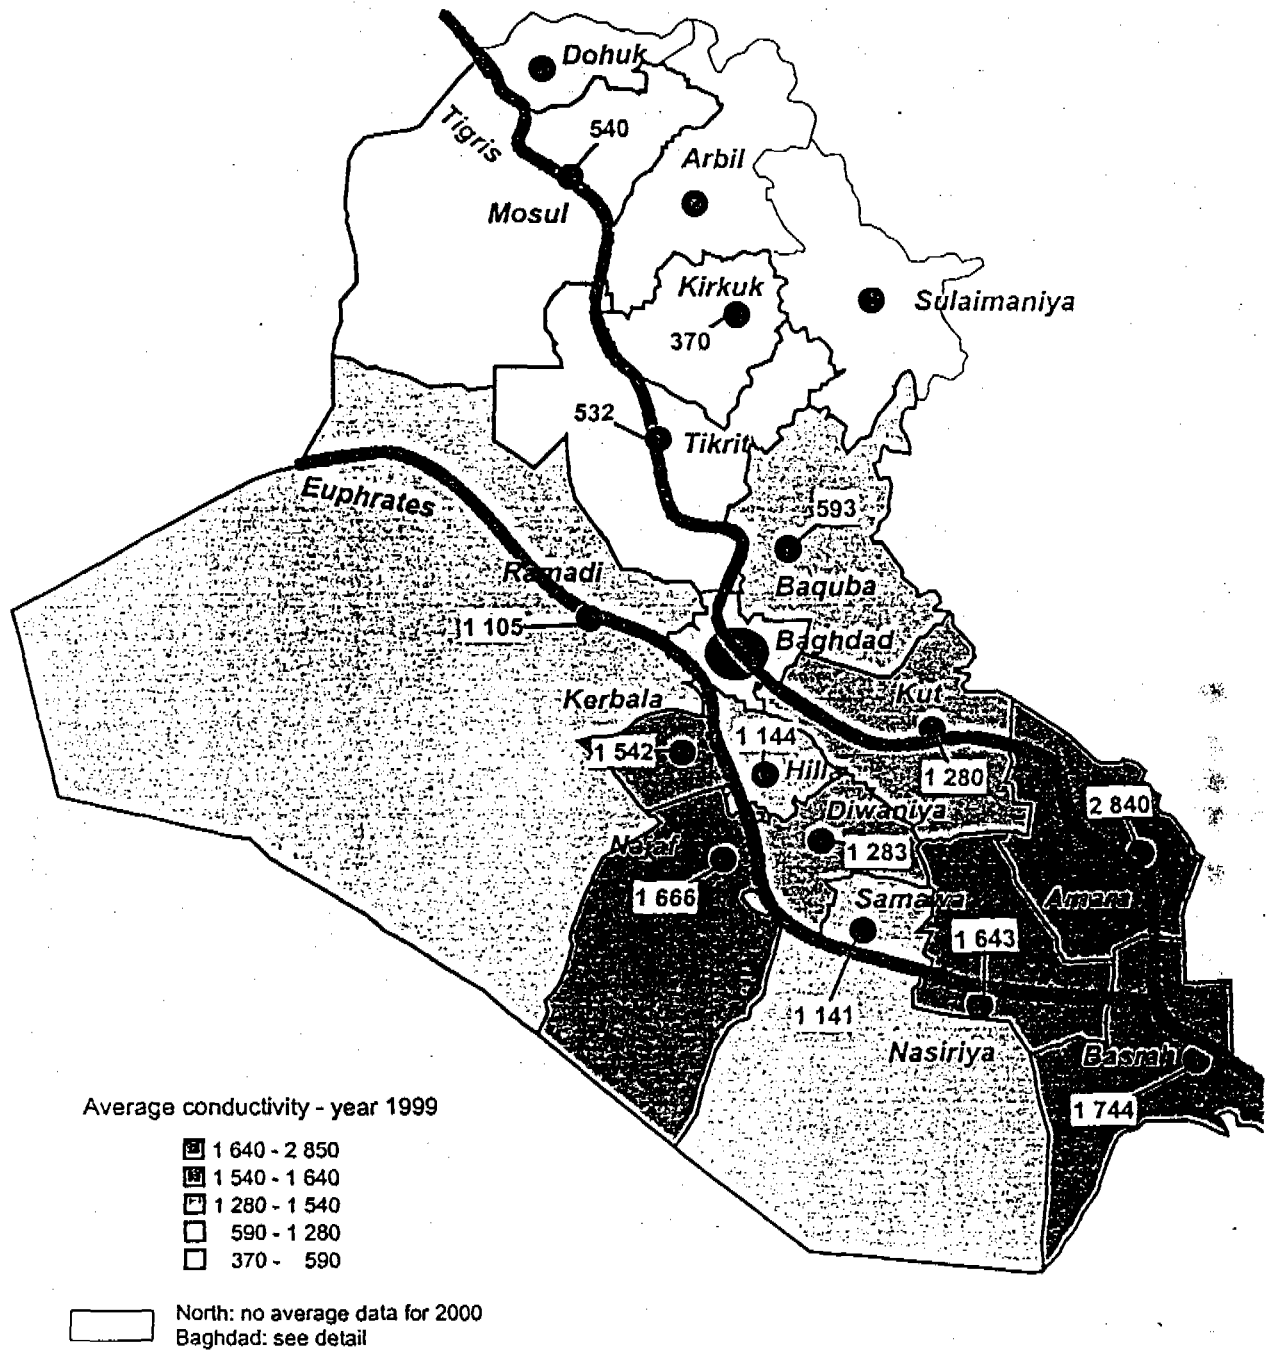 Dohuk
Tigris
540
Arbil
Mosul
Kirkuk
Sulaimaniya
370
532
Tikrit
Euphrates
593
Ramadi
Baquba
1 105
Baghdad
Kerbala
Kut
1 144
1 542
Hilla
1 280
2 840
Diwaniya
Najaf
1 283
1 666
Samawa
Amara
1 643
1 141
Nasiriya
Basrah
1 744
Average conductivity - year 1999
1 640 - 2 850
1 540 - 1 640
1 280 - 1 540
590 - 1 280
370 - 590
North: no average data for 2000
Baghdad: see detail